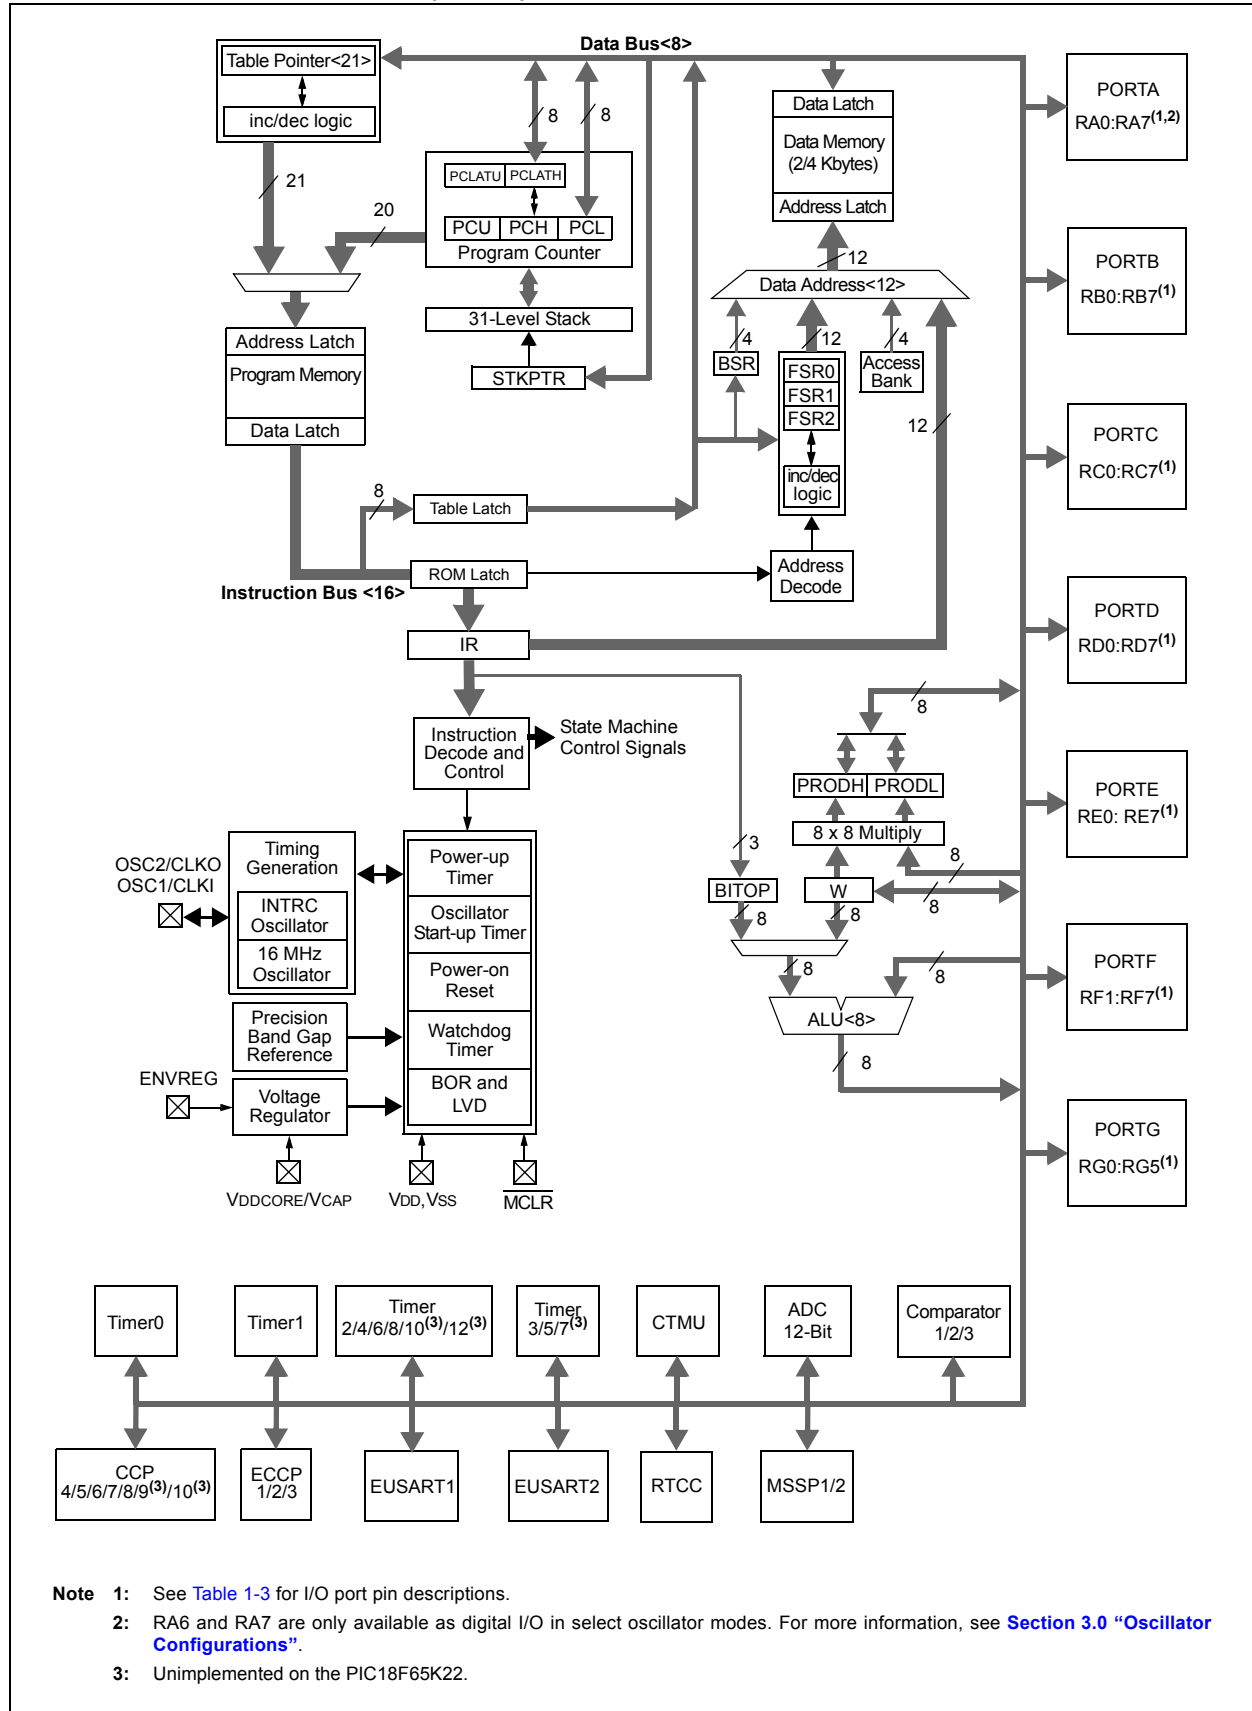 Data Bus<8>
Table Pointer<21>
inc/dec logic
21
20
8
8
PCLATU
PCLATH
PCU
PCH
PCL
Program Counter
31-Level Stack
STKPTR
Data Latch
Data Memory
(2/4 Kbytes)
Address Latch
12
Data Address<12>
4
12
4
BSR
FSR0
FSR1
FSR2
inc/dec
logic
Access
Bank
12
Address Latch
Program Memory
Data Latch
8
Table Latch
ROM Latch
Instruction Bus <16>
Address
Decode
IR
Instruction
Decode and
Control
State Machine
Control Signals
8
PRODH
PRODL
8 x 8 Multiply
3
8
BITOP
W
8
8
8
8
8
ALU<8>
8
OSC2/CLKO
OSC1/CLKI
Timing
Generation
INTRC
Oscillator
16 MHz
Oscillator
Power-up
Timer
Oscillator
Start-up Timer
Power-on
Reset
Watchdog
Timer
BOR and
LVD
Precision
Band Gap
Reference
ENVREG
Voltage
Regulator
VDDCORE/VCAP
VDD,VSS
MCLR
PORTA
RA0:RA7(1,2)
PORTB
RB0:RB7(1)
PORTC
RC0:RC7(1)
PORTD
RD0:RD7(1)
PORTE
RE0: RE7(1)
PORTF
RF1:RF7(1)
PORTG
RG0:RG5(1)
Timer0
Timer1
Timer
2/4/6/8/10(3)/12(3)
Timer
3/5/7(3)
CTMU
ADC
12-Bit
Comparator
1/2/3
CCP
4/5/6/7/8/9(3)/10(3)
ECCP
1/2/3
EUSART1
EUSART2
RTCC
MSSP1/2
Note 1: See Table 1-3 for I/O port pin descriptions.
2: RA6 and RA7 are only available as digital I/O in select oscillator modes. For more information, see Section 3.0 “Oscillator
Configurations”.
3: Unimplemented on the PIC18F65K22.